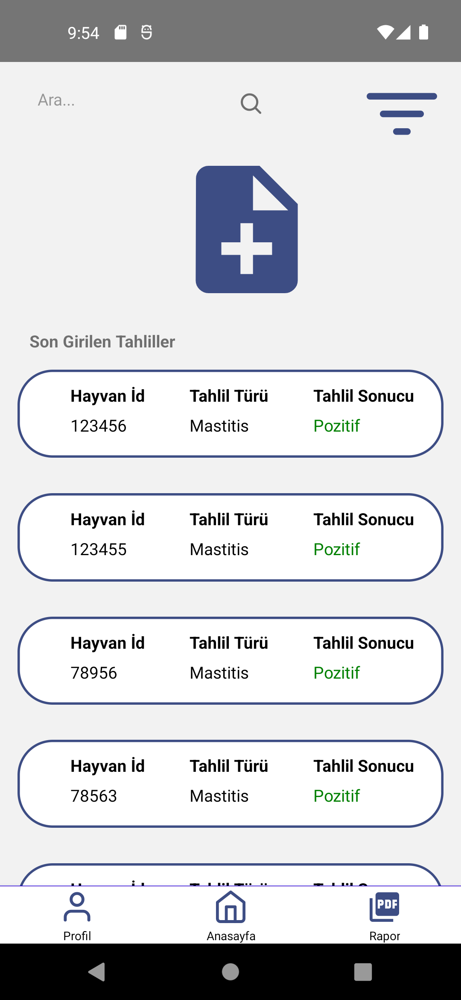 9:54
Ara...
Son Girilen Tahliller
Hayvan İd Tahlil Türü Tahlil Sonucu
123456 Mastitis Pozitif
Hayvan İd Tahlil Türü Tahlil Sonucu
123455 Mastitis Pozitif
Hayvan İd Tahlil Türü Tahlil Sonucu
78956 Mastitis Pozitif
Hayvan İd Tahlil Türü Tahlil Sonucu
78563 Mastitis Pozitif
PDF
Profil Anasayfa Rapor